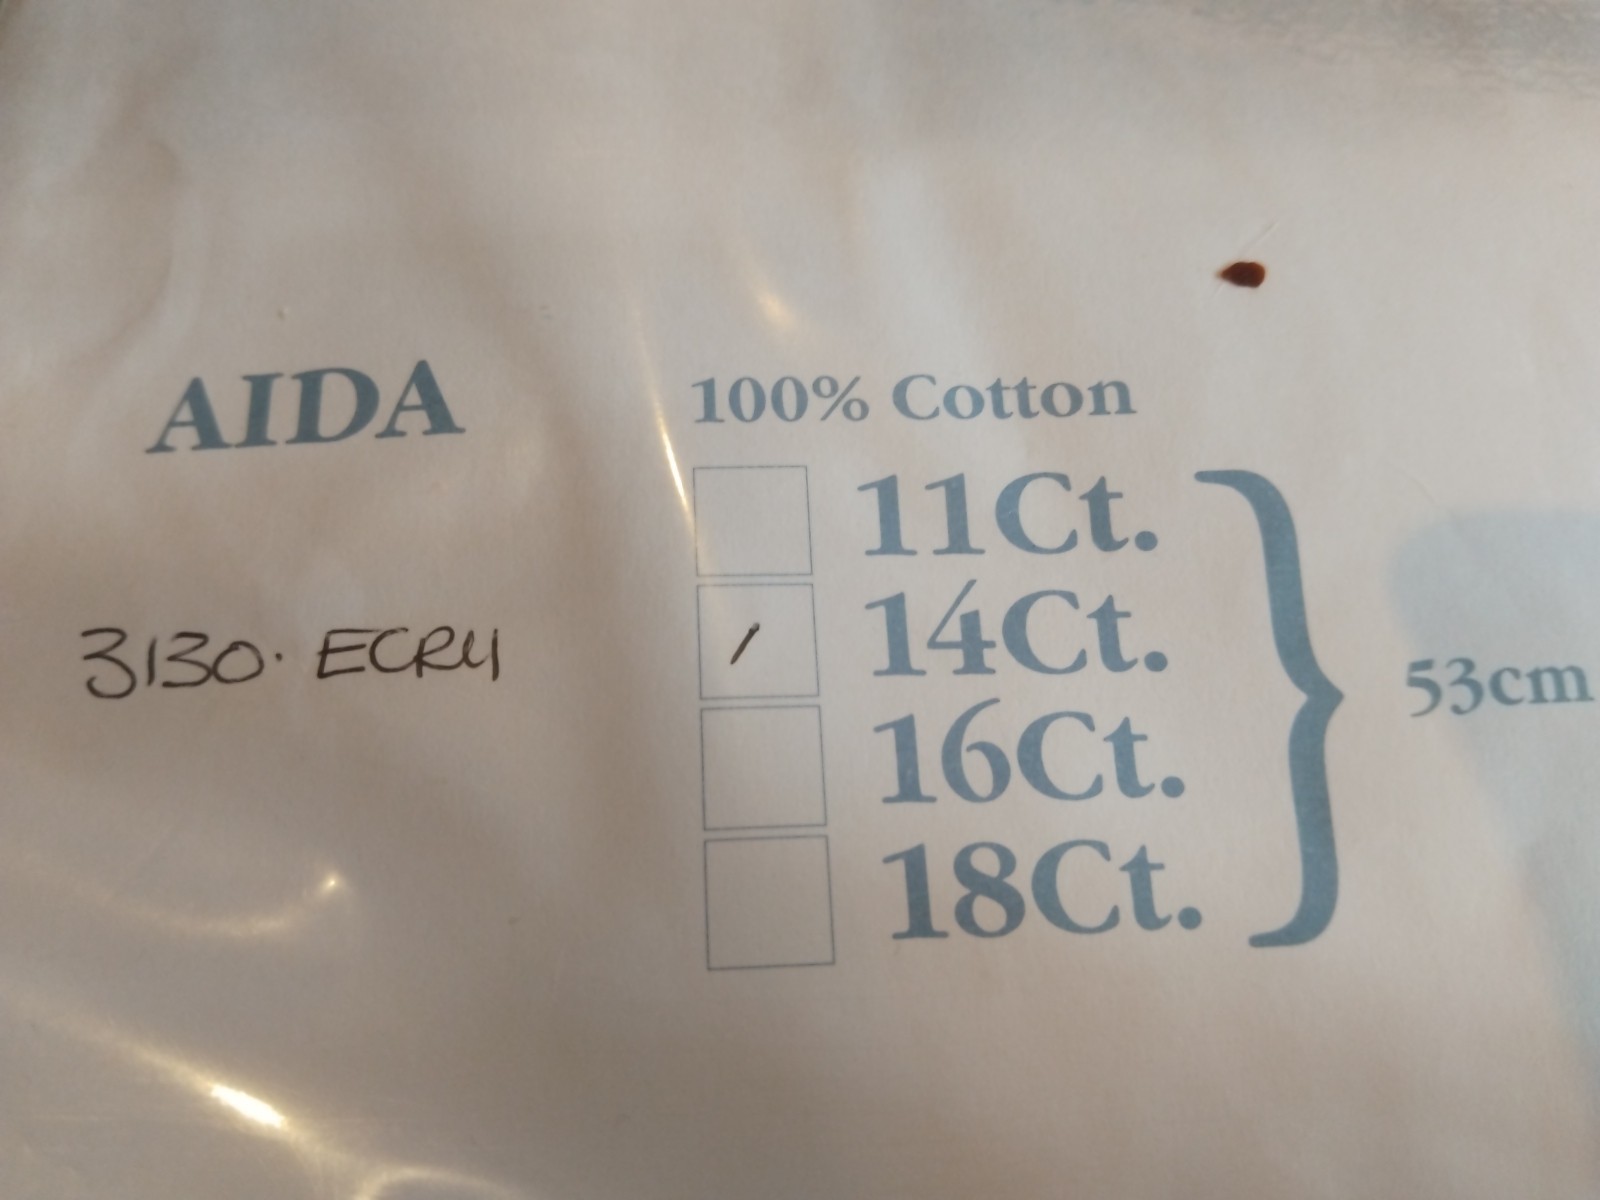 AIDA
100% Cotton
11Ct.
14Ct.
16Ct.
18Ct.
53cm
3130. ECRU